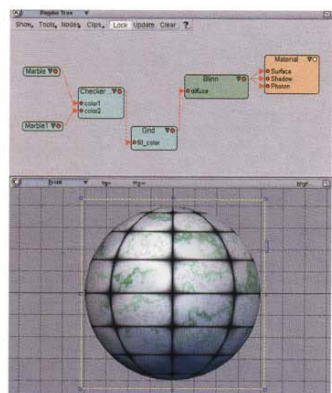 Render Tree
Show Tools Nodes Clips Lock Update Clear ?
Material
Marble
Blinn
Surface
Checker
Shadow
diffuse
Photon
color1
color2
Grid
Marble1
fill_color
Front